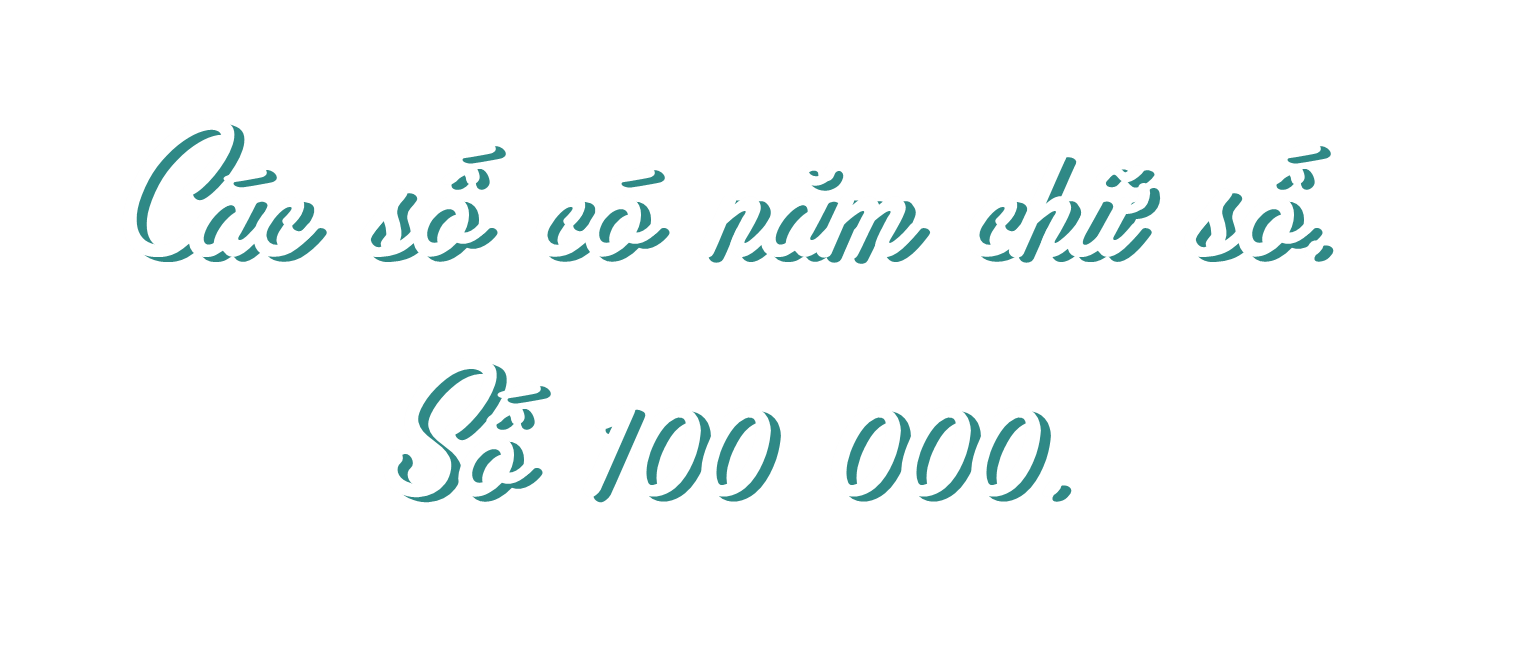 Các số có năm chữ số.
Số 100 000.